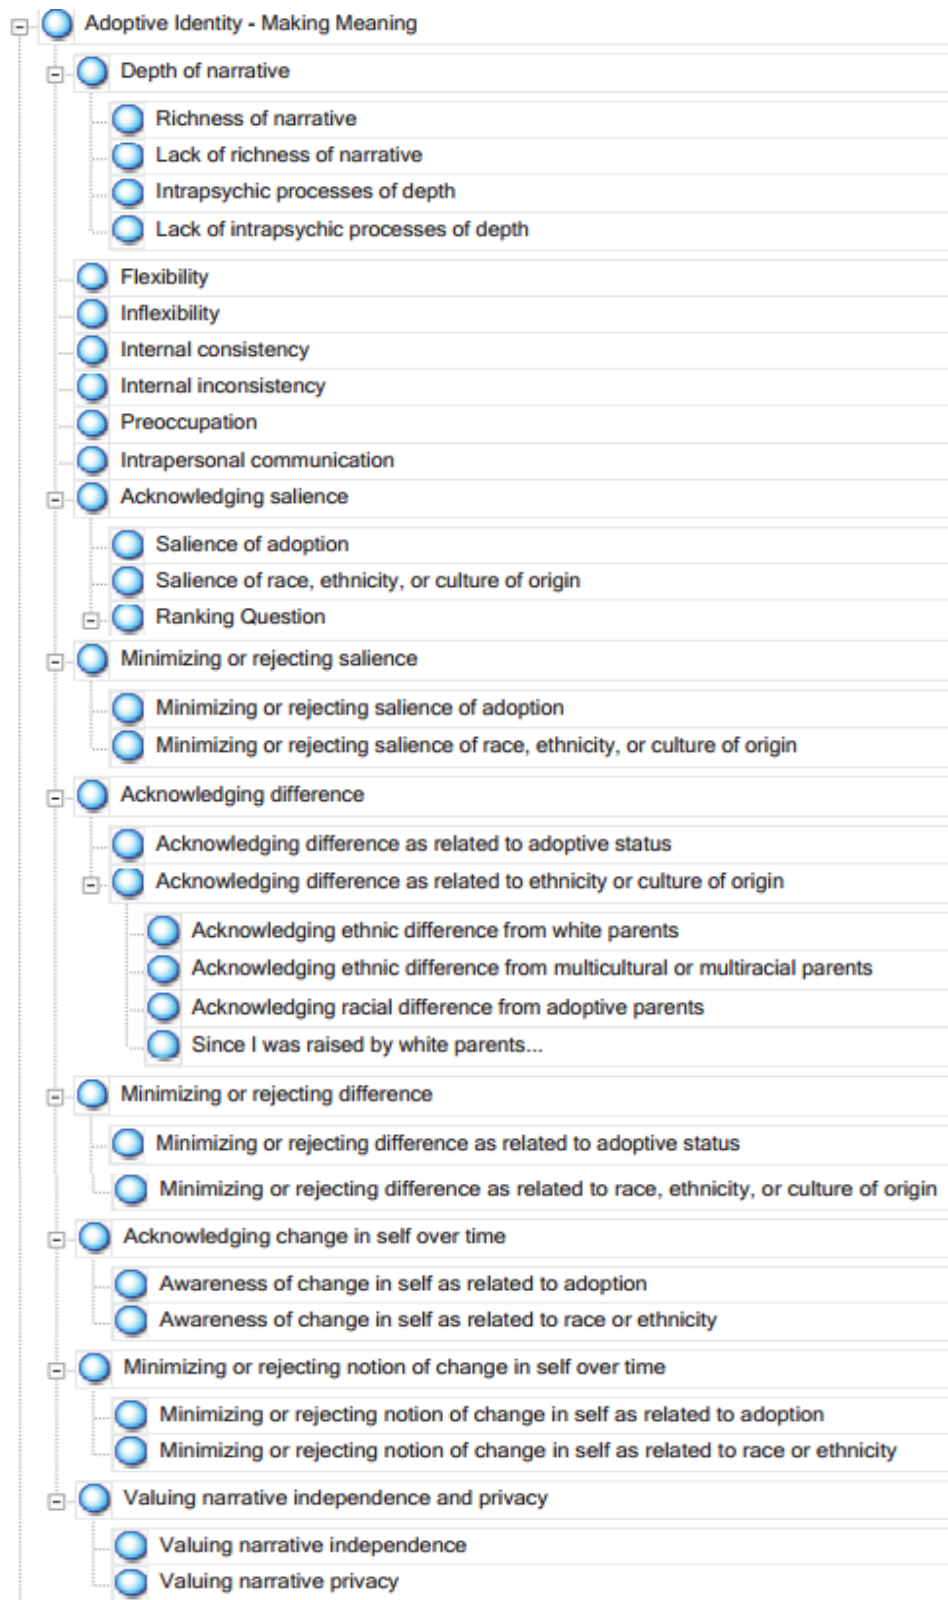 Adoptive Identity - Making Meaning
Depth of narrative
Richness of narrative
Lack of richness of narrative
Intrapsychic processes of depth
Lack of intrapsychic processes of depth
Flexibility
Inflexibility
Internal consistency
Internal inconsistency
Preoccupation
Intrapersonal communication
Acknowledging salience
Salience of adoption
Salience of race, ethnicity, or culture of origin
Ranking Question
Minimizing or rejecting salience
Minimizing or rejecting salience of adoption
Minimizing or rejecting salience of race, ethnicity, or culture of origin
Acknowledging difference
Acknowledging difference as related to adoptive status
Acknowledging difference as related to ethnicity or culture of origin
Acknowledging ethnic difference from white parents
Acknowledging ethnic difference from multicultural or multiracial parents
Acknowledging racial difference from adoptive parents
Since I was raised by white parents...
Minimizing or rejecting difference
Minimizing or rejecting difference as related to adoptive status
Minimizing or rejecting difference as related to race, ethnicity, or culture of origin
Acknowledging change in self over time
Awareness of change in self as related to adoption
Awareness of change in self as related to race or ethnicity
Minimizing or rejecting notion of change in self over time
Minimizing or rejecting notion of change in self as related to adoption
Minimizing or rejecting notion of change in self as related to race or ethnicity
Valuing narrative independence and privacy
Valuing narrative independence
Valuing narrative privacy